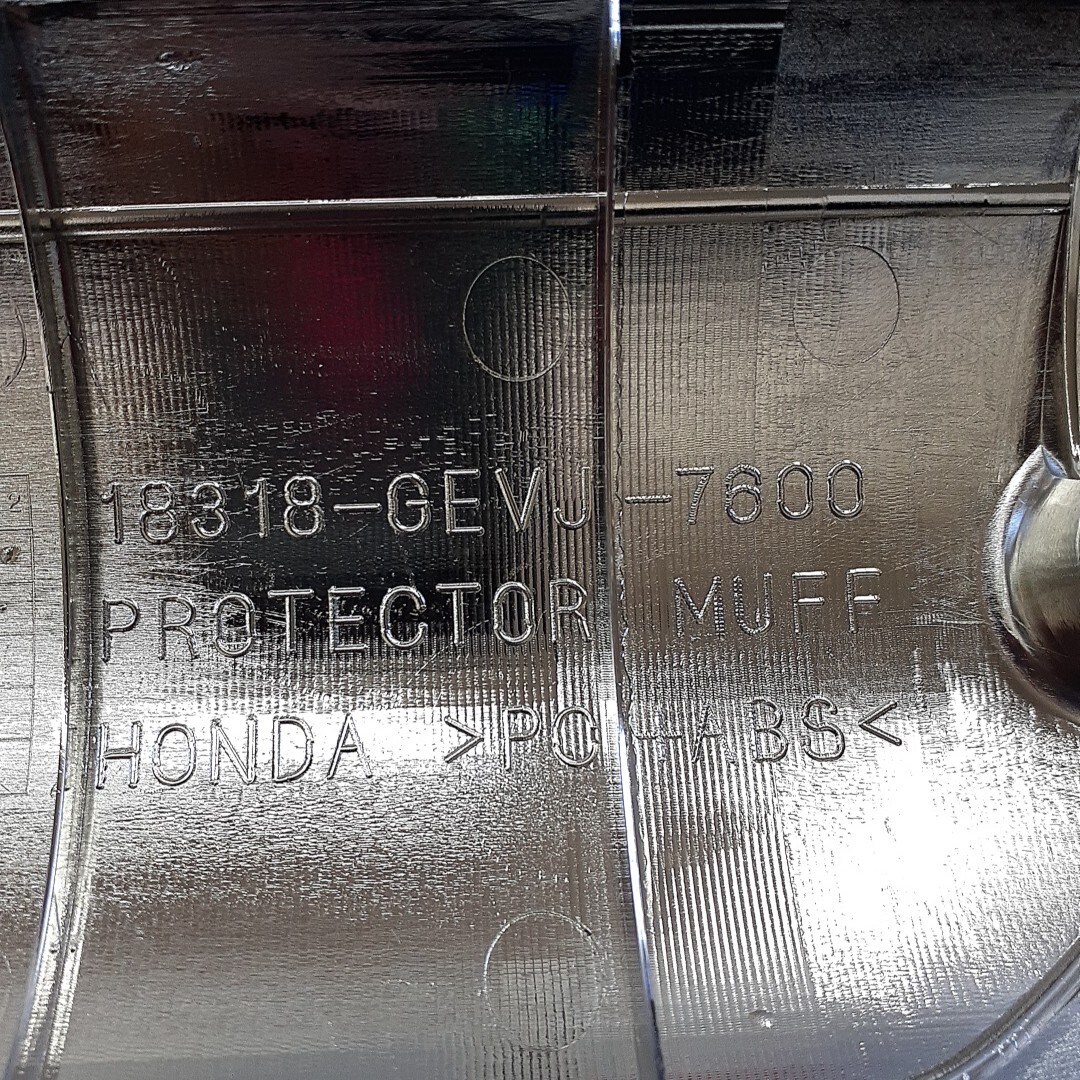 18318-GEVJ-7600
PROTECTOR MUFF
HONDA >PC+ABS<